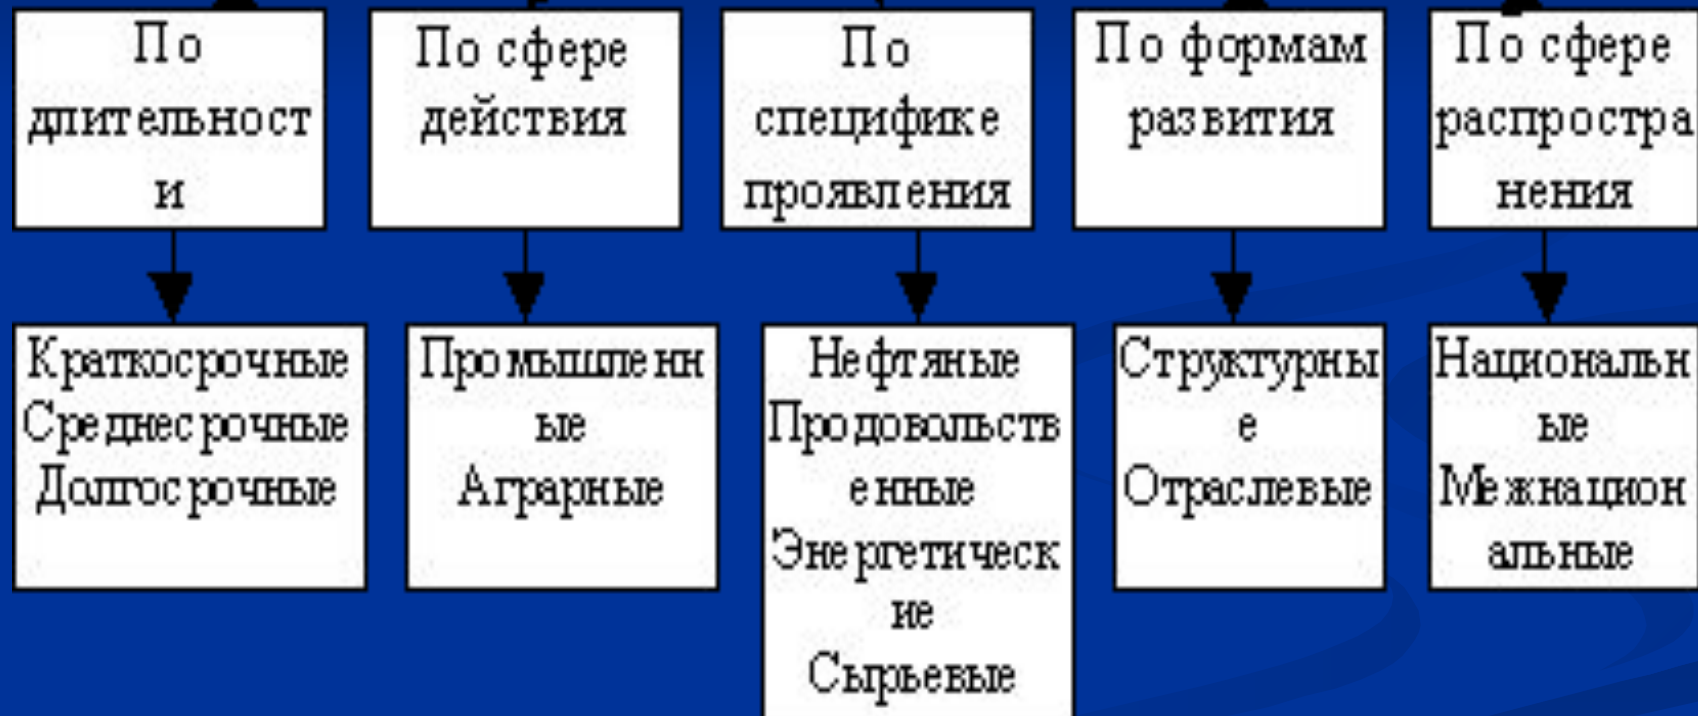 По
длительност
и
По сфере
действия
По
специфике
проявления
По формам
развития
По сфере
распростра
нения
Краткосрочные
Среднесрочные
Долгосрочные
Промышленн
ые
Аграрные
Нефтяные
Продовольств
енные
Энергетическ
ие
Сырьевые
Структурны
е
Отраслевые
Национальн
ые
Межнацион
альные